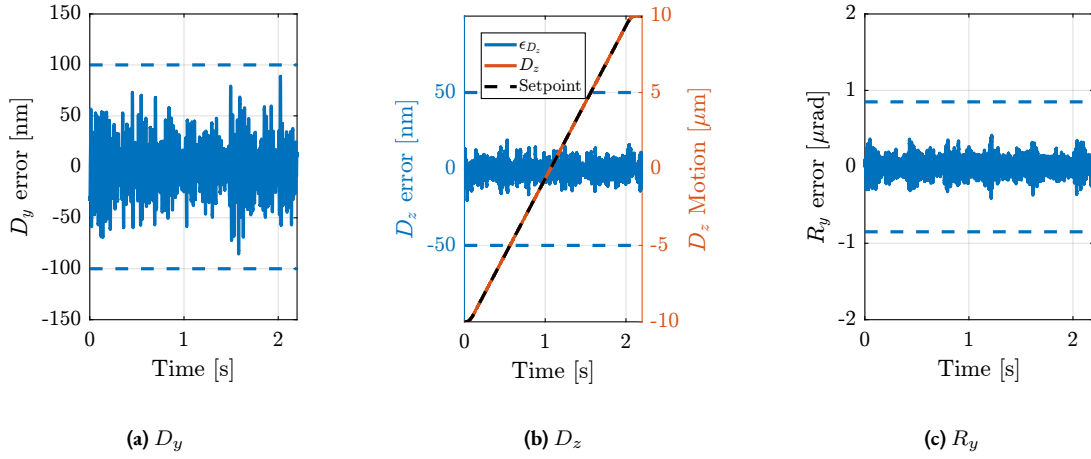 150
100
50
0
-50
-100
-150
D_y error [nm]
0
1
2
Time [s]
(a) D_y
50
0
-50
D_z error [nm]
ϵ_{D_z}
D_z
Setpoint
10
5
0
-5
-10
D_z Motion [μm]
0
1
2
Time [s]
(b) D_z
2
1
0
-1
-2
R_y error [μrad]
0
1
2
Time [s]
(c) R_y